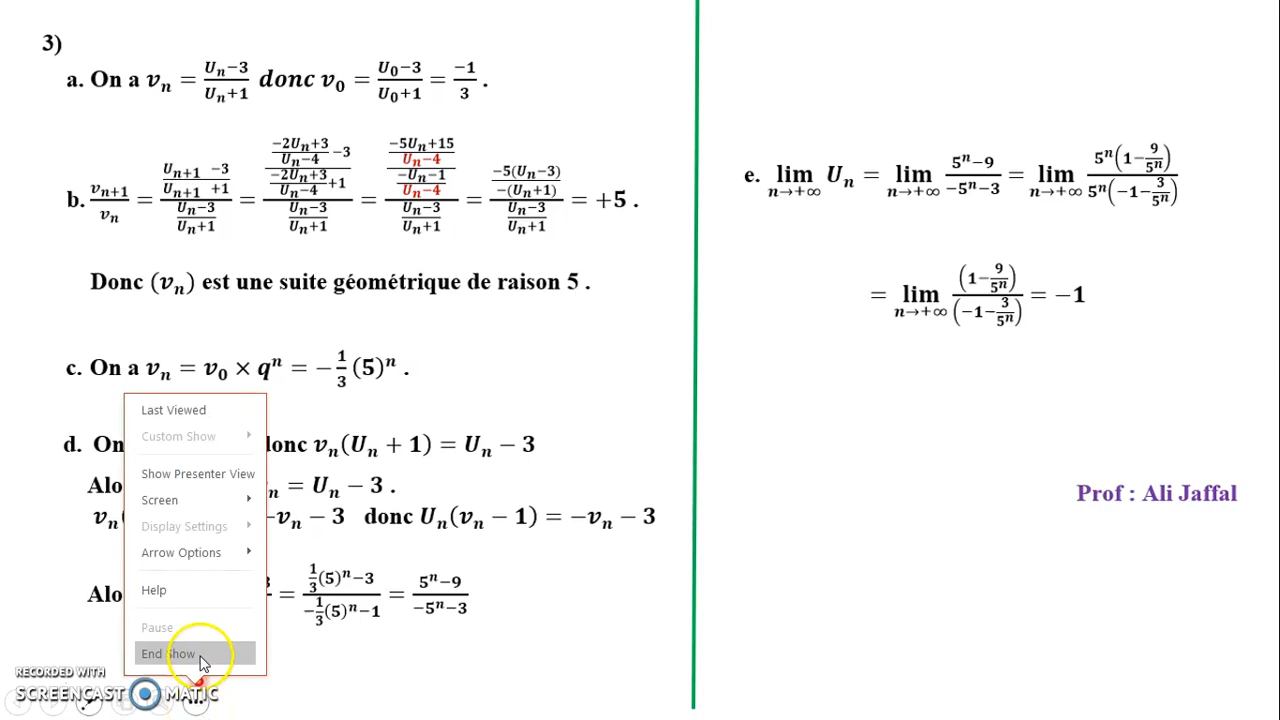 3)
a. On a vₙ = (Uₙ−3)/(Uₙ+1) donc v₀ = (U₀−3)/(U₀+1) = −1/3 .
b. vₙ₊₁/vₙ = ((Uₙ₊₁ −3)/(Uₙ₊₁ +1))/((Uₙ−3)/(Uₙ+1)) = (((−2Uₙ+3)/(Uₙ−4) −3)/((−2Uₙ+3)/(Uₙ−4) +1))/((Uₙ−3)/(Uₙ+1)) = (((−5Uₙ+15)/(Uₙ−4))/((−Uₙ−1)/(Uₙ−4)))/((Uₙ−3)/(Uₙ+1)) = ((−5(Uₙ−3))/(−(Uₙ+1)))/((Uₙ−3)/(Uₙ+1)) = +5 .
Donc (vₙ) est une suite géométrique de raison 5 .
c. On a vₙ = v₀ × qⁿ = −1/3 (5)ⁿ .
d. On donc vₙ(Uₙ + 1) = Uₙ − 3
Alo ₙ = Uₙ − 3 .
vₙ( −vₙ − 3 donc Uₙ(vₙ − 1) = −vₙ − 3
Alo 3 = (1/3 (5)ⁿ−3)/(−1/3 (5)ⁿ−1) = (5ⁿ−9)/(−5ⁿ−3)
Last Viewed
Custom Show
Show Presenter View
Screen
Display Settings
Arrow Options
Help
Pause
End Show
RECORDED WITH
SCREENCAST MATIC
e. lim n→+∞ Uₙ = lim n→+∞ (5ⁿ−9)/(−5ⁿ−3) = lim n→+∞ (5ⁿ(1−9/5ⁿ))/(5ⁿ(−1−3/5ⁿ))
= lim n→+∞ (1−9/5ⁿ)/(−1−3/5ⁿ) = −1
Prof : Ali Jaffal